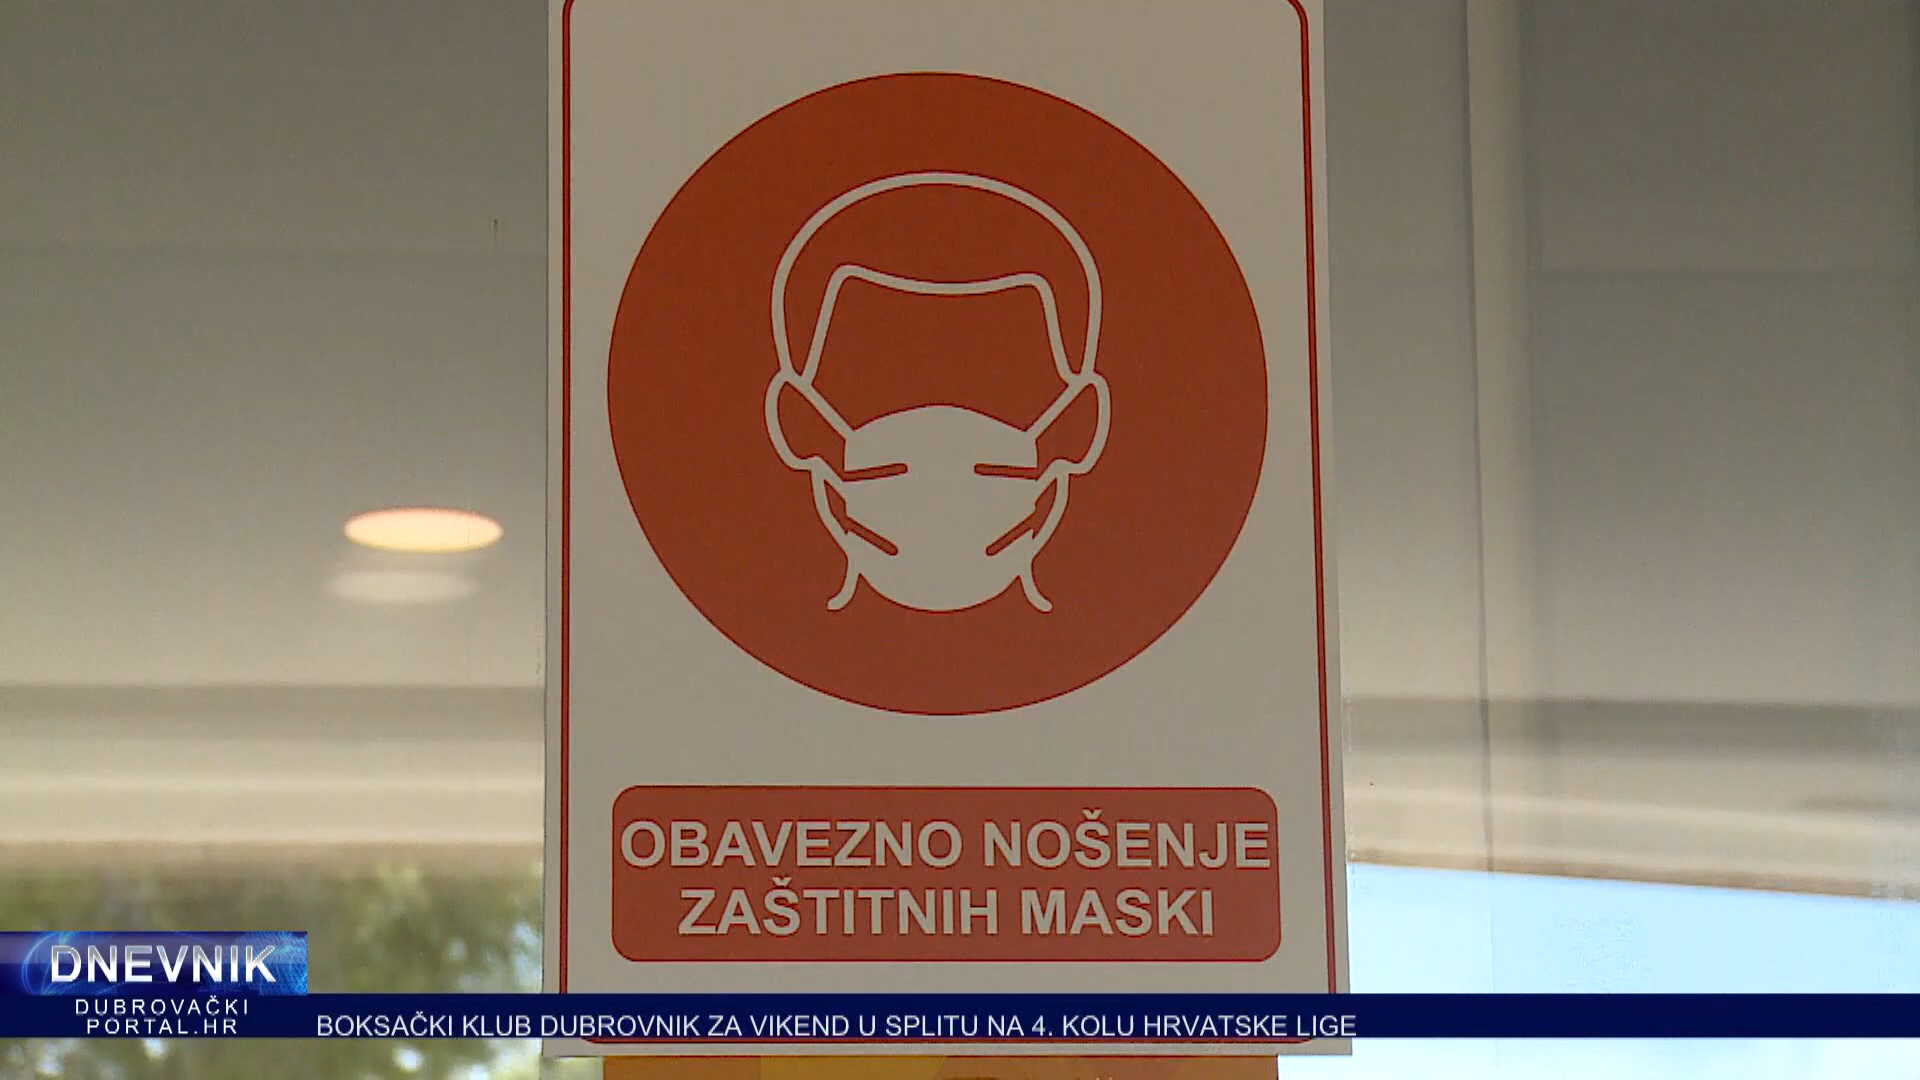 OBAVEZNO NOŠENJE
ZAŠTITNIH MASKI
DNEVNIK
DUBROVAČKI
PORTAL.HR
BOKSAČKI KLUB DUBROVNIK ZA VIKEND U SPLITU NA 4. KOLU HRVATSKE LIGE